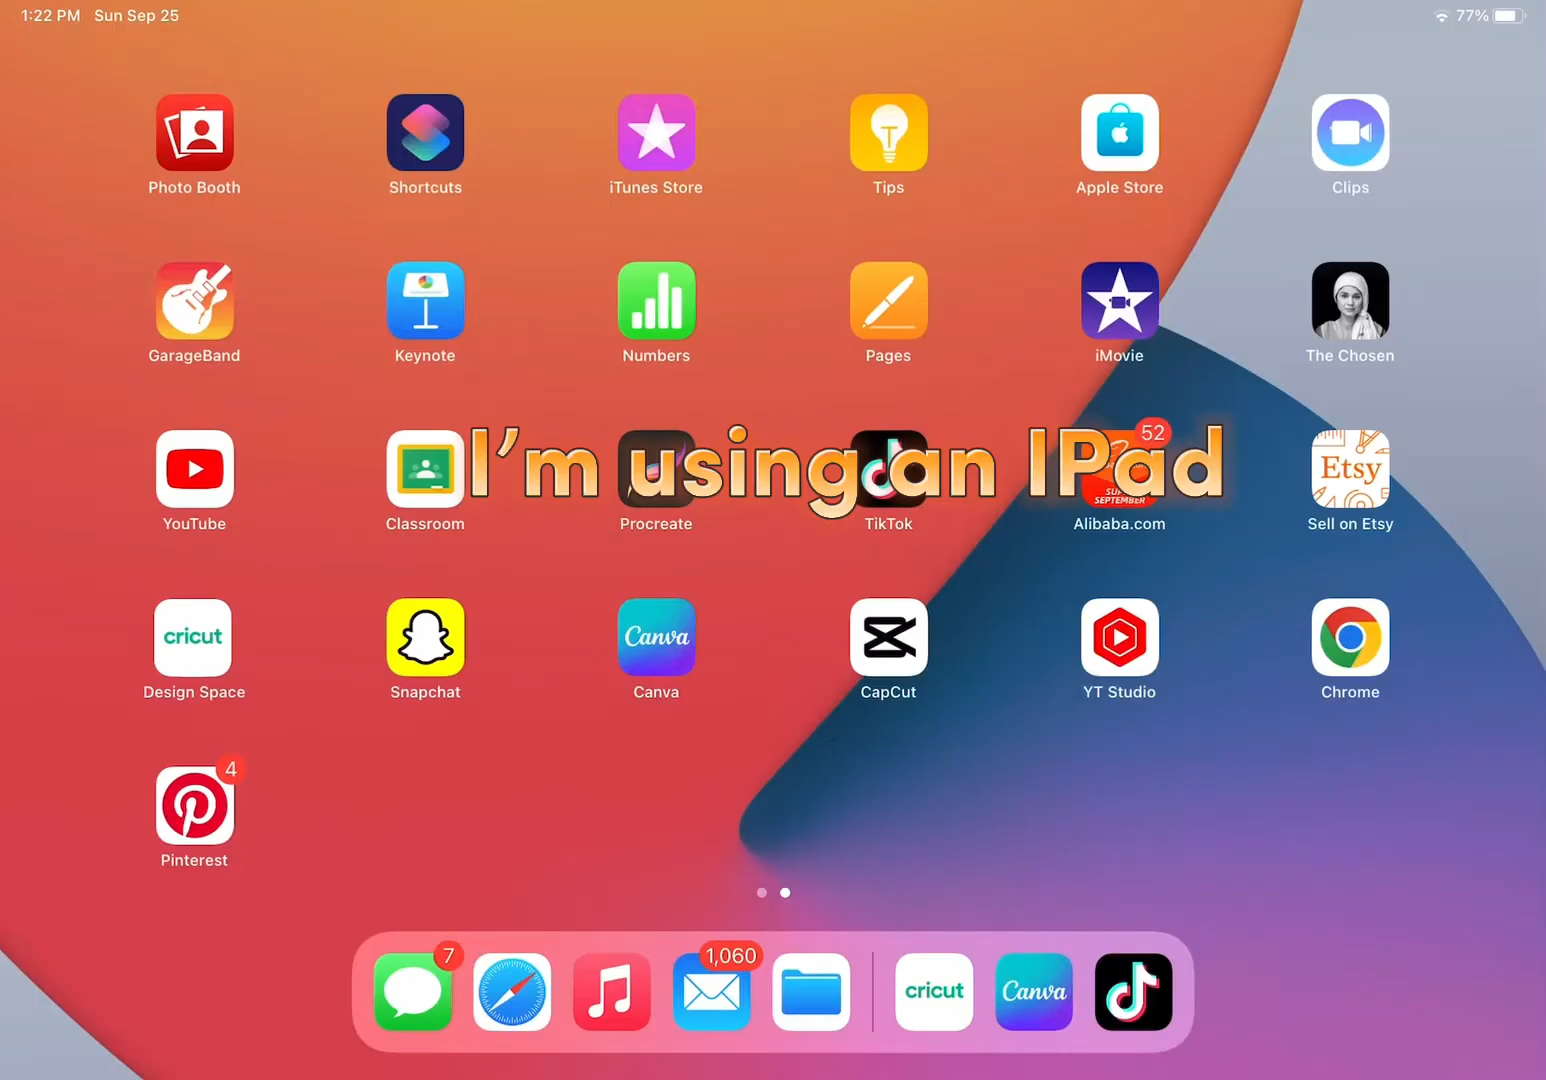 1:22 PM Sun Sep 25
77%
Photo Booth
Shortcuts
iTunes Store
T
Tips
Apple Store
Clips
GarageBand
Keynote
Numbers
Pages
iMovie
The Chosen
52
I'm using an IPad
SEPTEMBER
Etsy
YouTube
Classroom
Procreate
TikTok
Alibaba.com
Sell on Etsy
cricut
Canva
Design Space
Snapchat
Canva
CapCut
YT Studio
Chrome
4
Pinterest
7
1,060
cricut
Canva